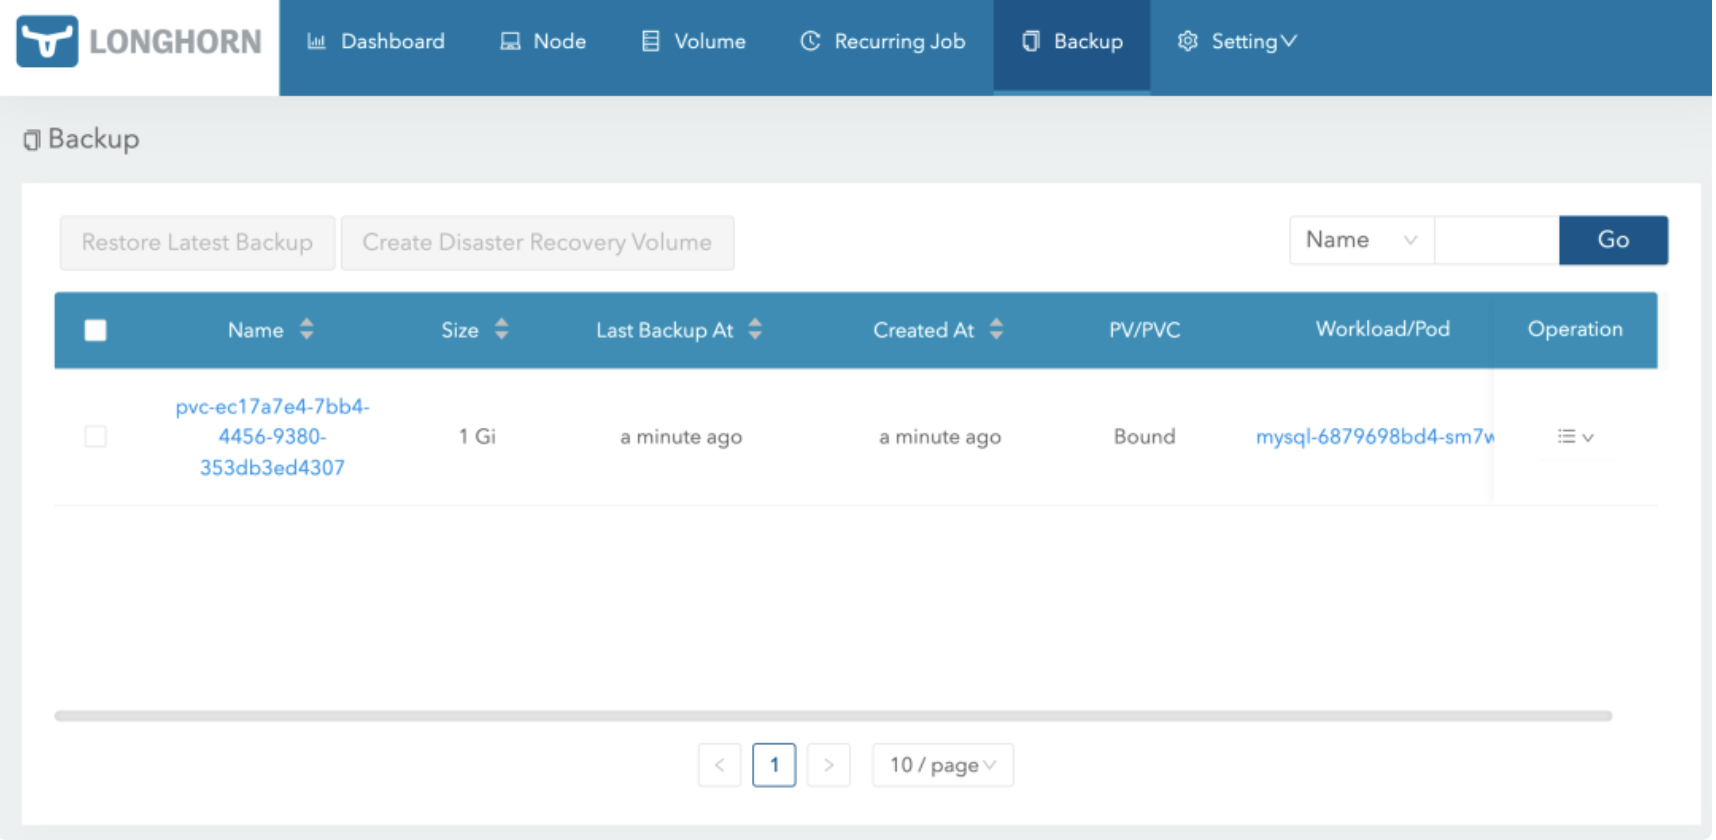 LONGHORN Dashboard Node Volume Recurring Job Backup Setting
Backup
Restore Latest Backup Create Disaster Recovery Volume Name Go
Name Size Last Backup At Created At PV/PVC Workload/Pod Operation
pvc-ec17a7e4-7bb4-
4456-9380-
353db3ed4307
1 Gi a minute ago a minute ago Bound mysql-6879698bd4-sm7w
< 1 > 10 / page